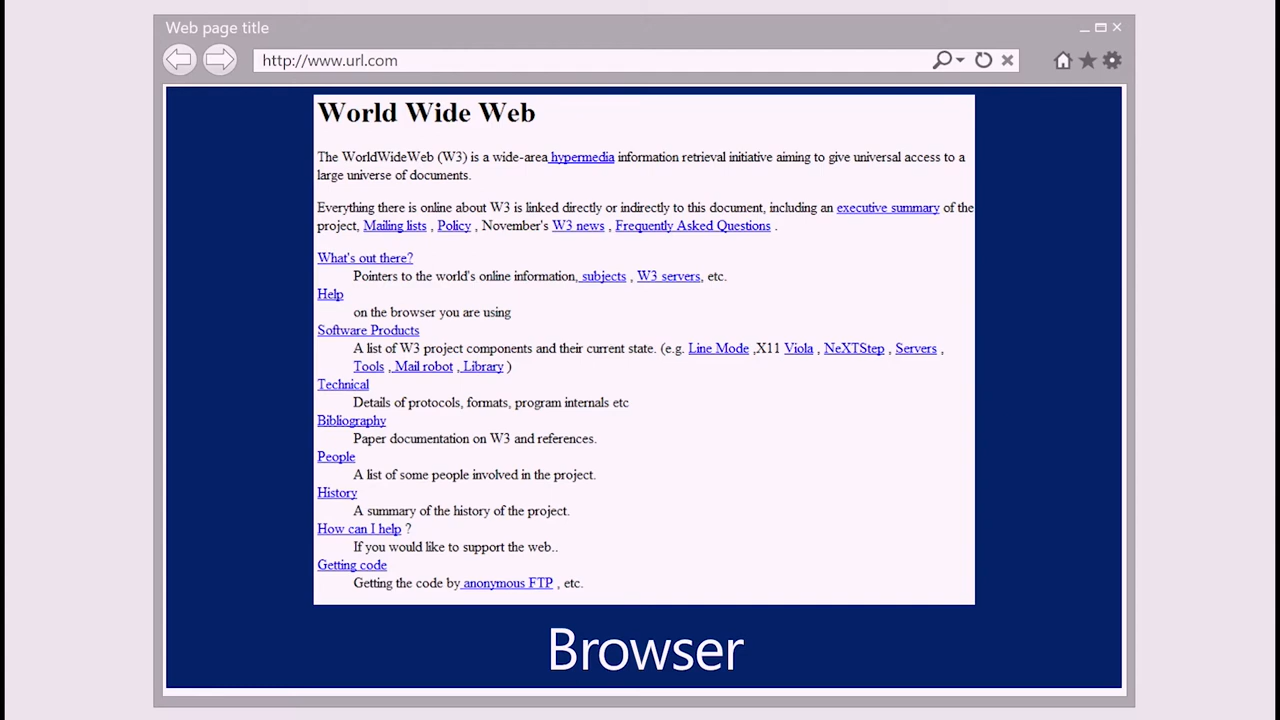 Web page title
http://www.url.com
World Wide Web
The WorldWideWeb (W3) is a wide-area hypermedia information retrieval initiative aiming to give universal access to a
large universe of documents.
Everything there is online about W3 is linked directly or indirectly to this document, including an executive summary of the
project, Mailing lists , Policy , November's W3 news , Frequently Asked Questions .
What's out there?
Pointers to the world's online information, subjects , W3 servers, etc.
Help
on the browser you are using
Software Products
A list of W3 project components and their current state. (e.g. Line Mode ,X11 Viola , NeXTStep , Servers ,
Tools , Mail robot , Library )
Technical
Details of protocols, formats, program internals etc
Bibliography
Paper documentation on W3 and references.
People
A list of some people involved in the project.
History
A summary of the history of the project.
How can I help ?
If you would like to support the web..
Getting code
Getting the code by anonymous FTP , etc.
Browser